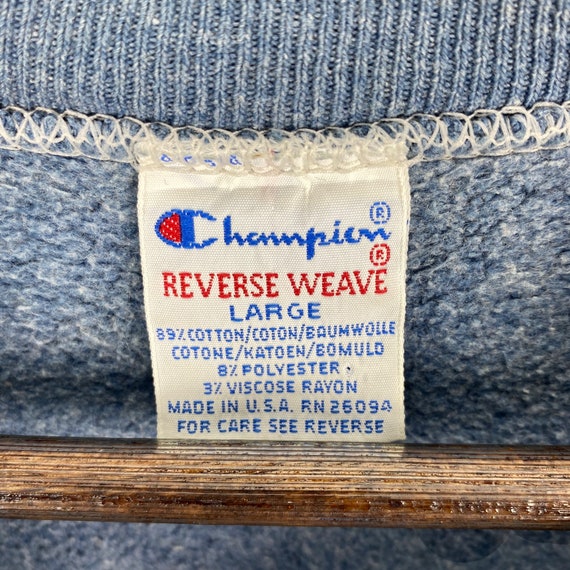 Champion ®
REVERSE WEAVE ®
LARGE
89% COTTON/COTON/BAUMWOLLE
COTONE/KATOEN/BOMULD
8% POLYESTER
3% VISCOSE RAYON
MADE IN U.S.A. RN 26094
FOR CARE SEE REVERSE